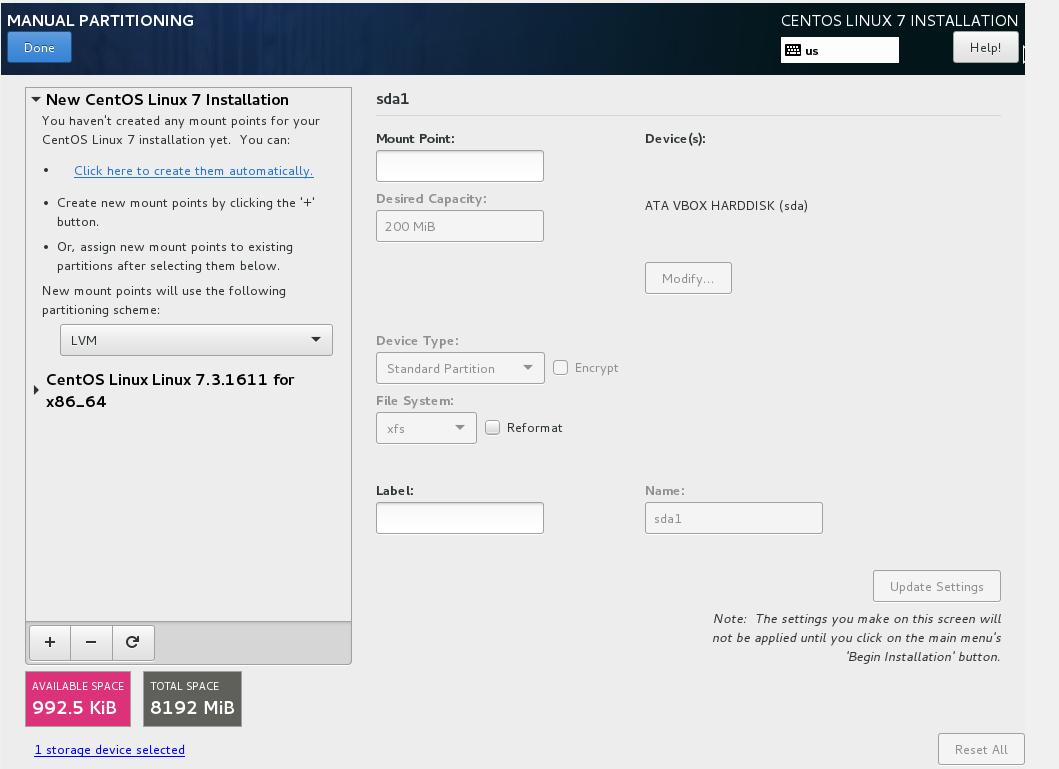 MANUAL PARTITIONING
CENTOS LINUX 7 INSTALLATION
Done
us
Help!
New CentOS Linux 7 Installation
You haven't created any mount points for your
CentOS Linux 7 installation yet.  You can:
• Click here to create them automatically.
• Create new mount points by clicking the '+'
button.
• Or, assign new mount points to existing
partitions after selecting them below.
New mount points will use the following
partitioning scheme:
LVM
CentOS Linux Linux 7.3.1611 for
x86_64
+ −
AVAILABLE SPACE
992.5 KiB
TOTAL SPACE
8192 MiB
1 storage device selected
sda1
Mount Point:
Device(s):
Desired Capacity:
200 MiB
ATA VBOX HARDDISK (sda)
Modify...
Device Type:
Standard Partition
Encrypt
File System:
xfs
Reformat
Label:
Name:
sda1
Update Settings
Note:  The settings you make on this screen will
not be applied until you click on the main menu's
'Begin Installation' button.
Reset All